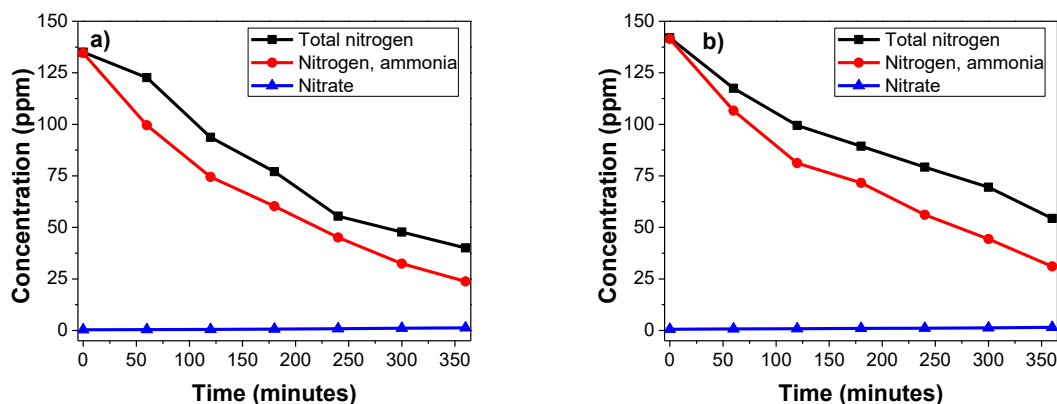 a)
Total nitrogen
Nitrogen, ammonia
Nitrate
150
125
100
75
50
25
0
Concentration (ppm)
0 50 100 150 200 250 300 350
Time (minutes)
b)
Total nitrogen
Nitrogen, ammonia
Nitrate
150
125
100
75
50
25
0
Concentration (ppm)
0 50 100 150 200 250 300 350
Time (minutes)